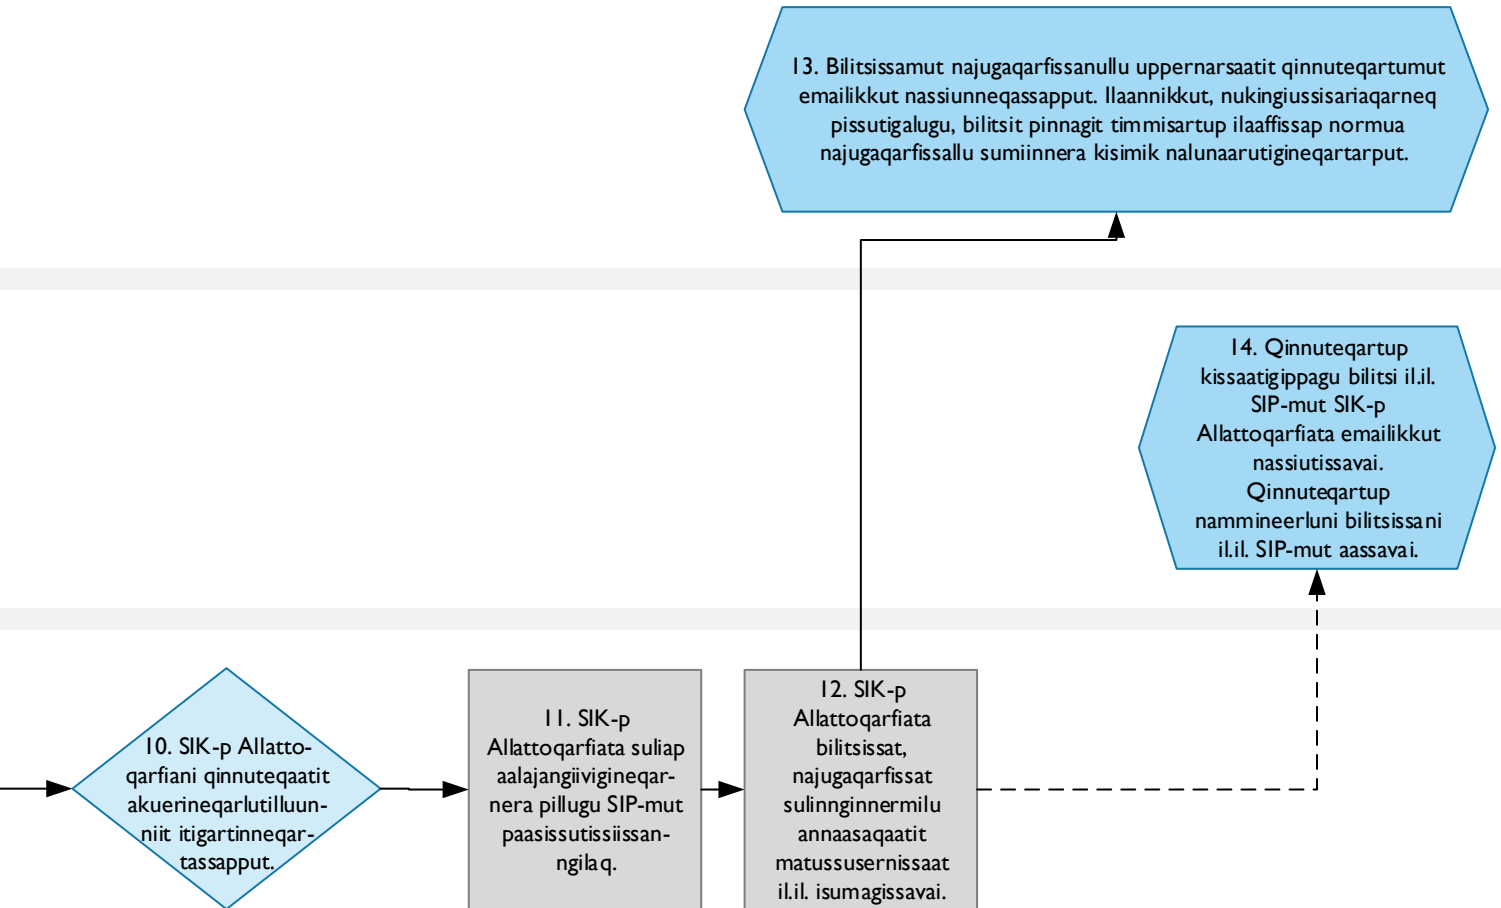 13. Bilitsissamut najugaqarfissanullu uppernarsaatit qinnuteqartumut
emailikkut nassiunneqassapput. Ilaannikkut, nukingiussisariaqarneq
pissutigalugu, bilitsit pinnagit timmisartup ilaaffissap normua
najugaqarfissallu sumiinnera kisimik nalunaarutigineqartarput.
14. Qinnuteqartup
kissaatigippagu bilitsi il.il.
SIP-mut SIK-p
Allattoqarfiata emailikkut
nassiutissavai.
Qinnuteqartup
nammineerluni bilitsissani
il.il. SIP-mut aassavai.
10. SIK-p Allatto-
qarfiani qinnuteqaatit
akuerineqarlutilluun-
niit itigartinneqar-
tassapput.
11. SIK-p
Allattoqarfiata suliap
aalajangiivigineqar-
nera pillugu SIP-mut
paasissutissiissan-
ngilaq.
12. SIK-p
Allattoqarfiata
bilitsissat,
najugaqarfissat
sulinnginnermilu
annaasaqaatit
matussusernissaat
il.il. isumagissavai.